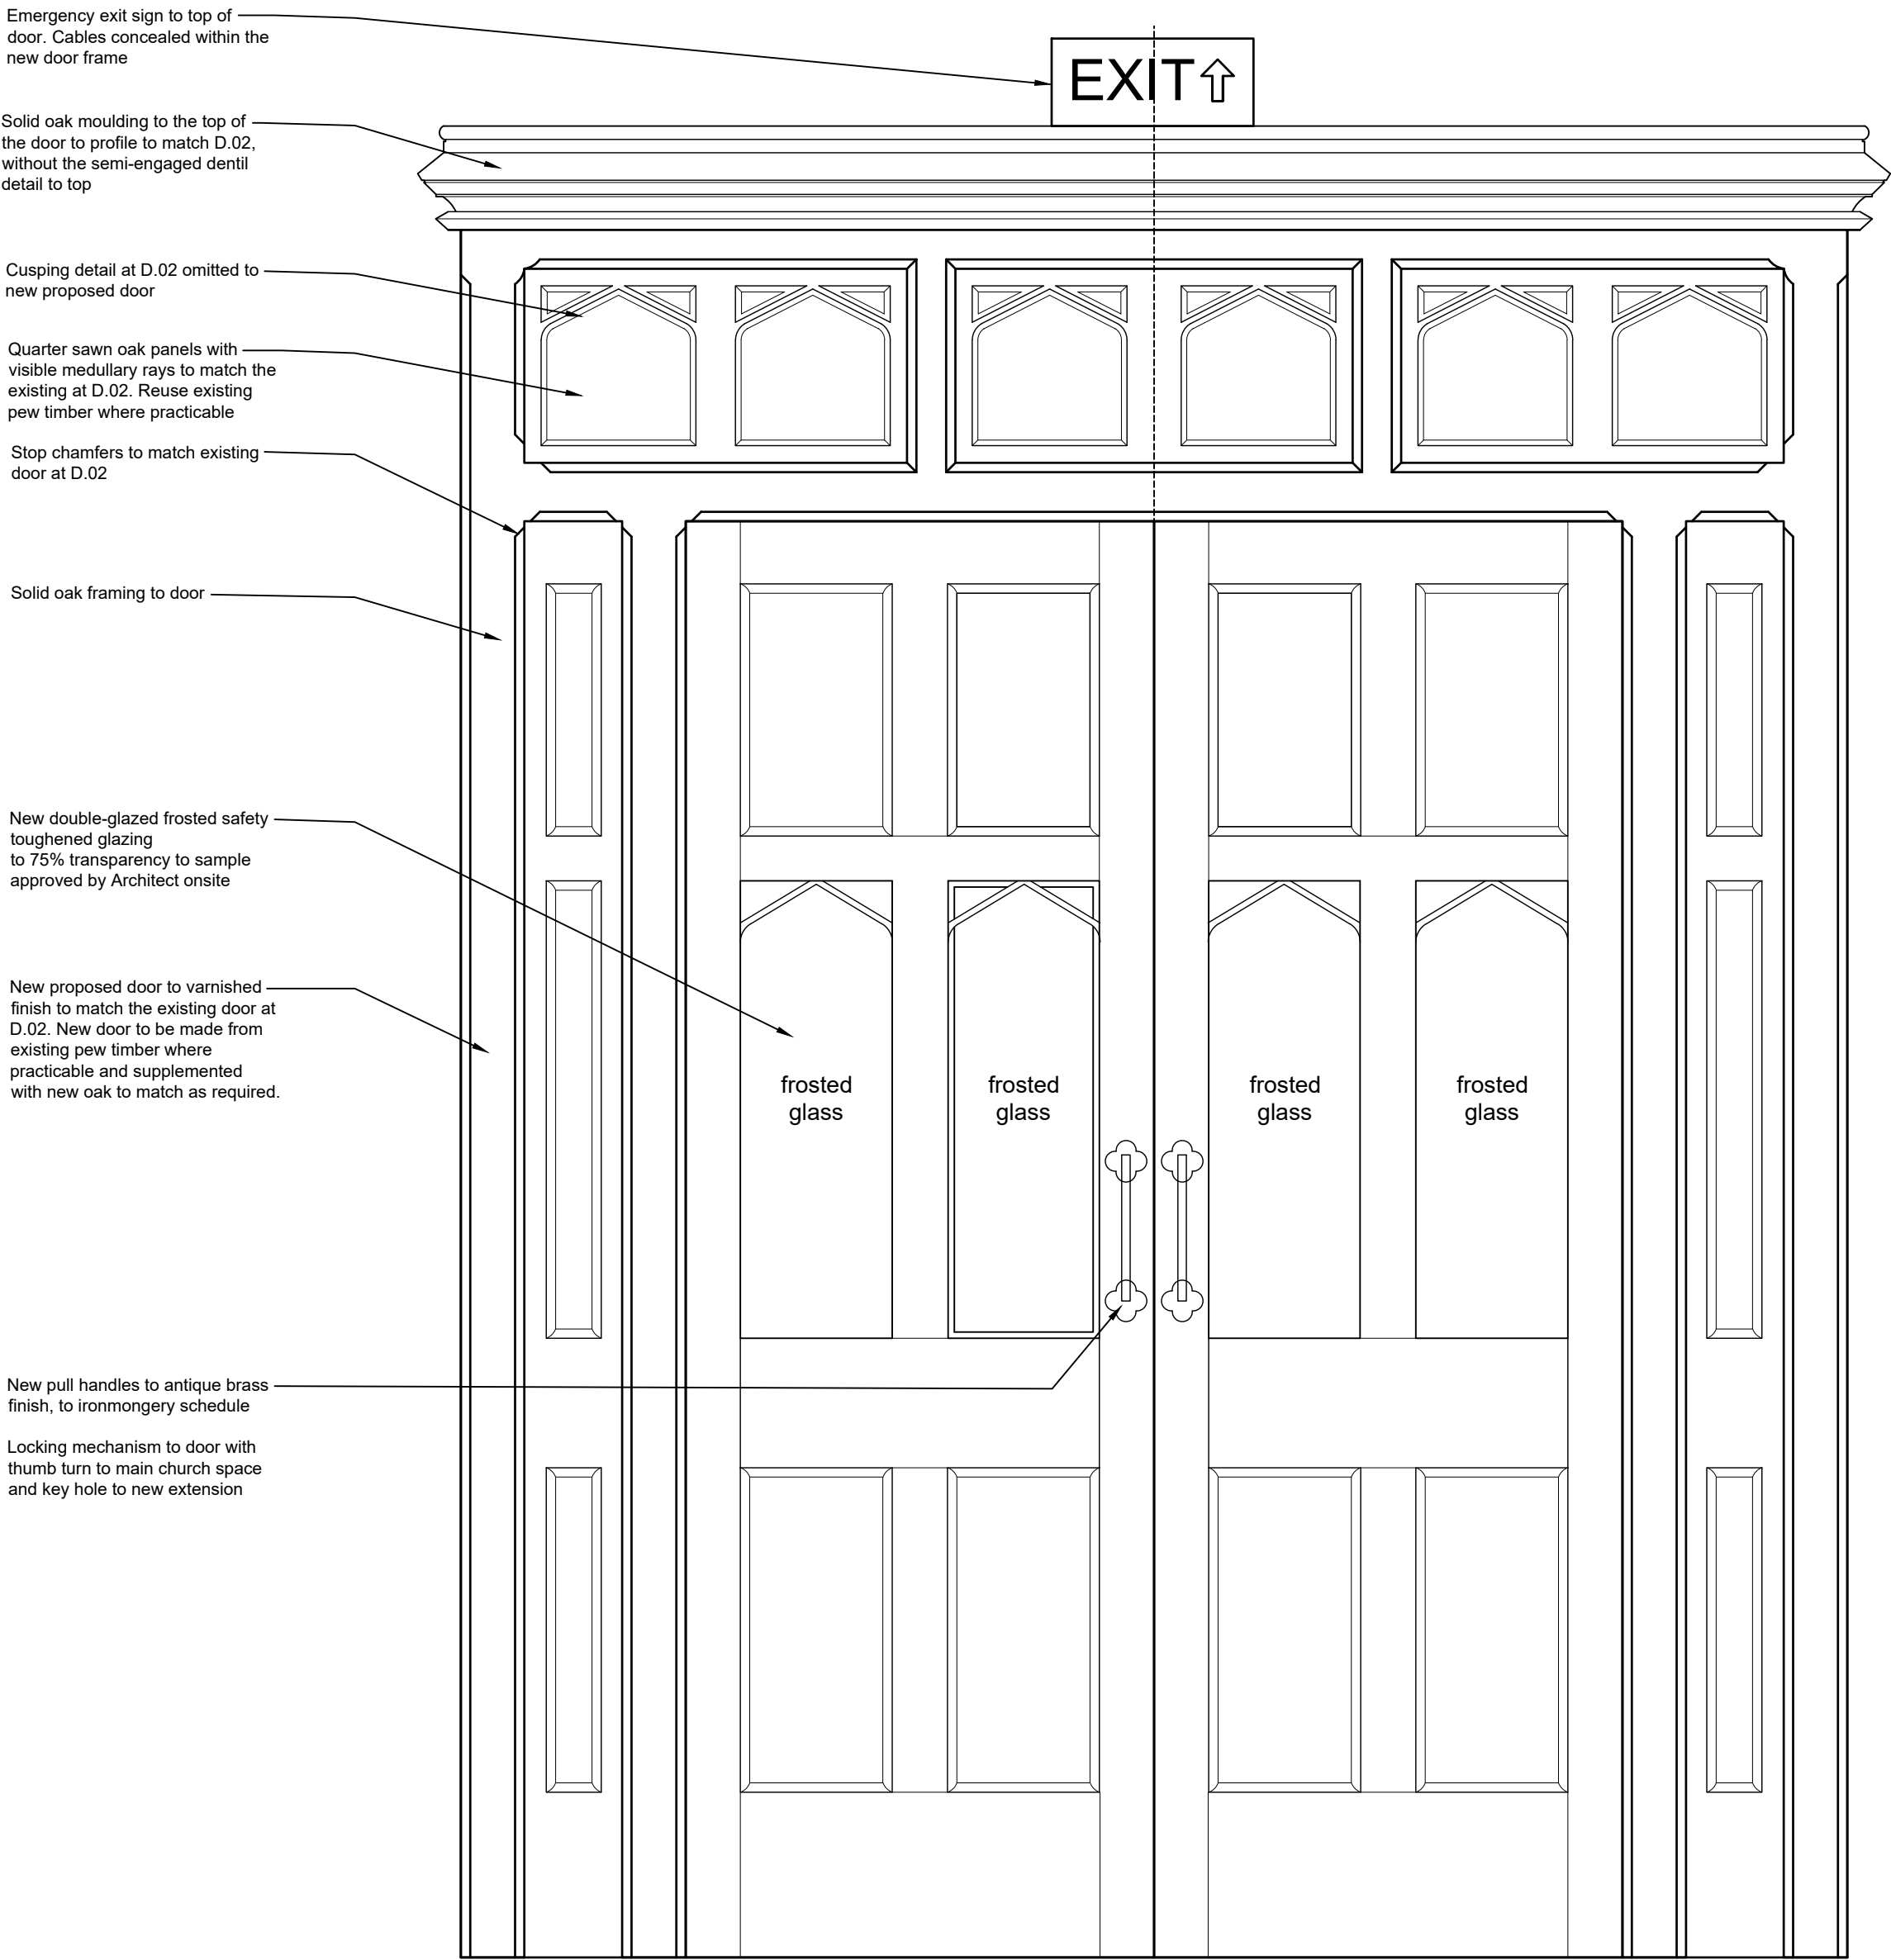 Emergency exit sign to top of
door. Cables concealed within the
new door frame
EXIT
Solid oak moulding to the top of
the door to profile to match D.02,
without the semi-engaged dentil
detail to top
Cusping detail at D.02 omitted to
new proposed door
Quarter sawn oak panels with
visible medullary rays to match the
existing at D.02. Reuse existing
pew timber where practicable
Stop chamfers to match existing
door at D.02
Solid oak framing to door
New double-glazed frosted safety
toughened glazing
to 75% transparency to sample
approved by Architect onsite
New proposed door to varnished
finish to match the existing door at
D.02. New door to be made from
existing pew timber where
practicable and supplemented
with new oak to match as required.
frosted
glass
frosted
glass
frosted
glass
frosted
glass
New pull handles to antique brass
finish, to ironmongery schedule
Locking mechanism to door with
thumb turn to main church space
and key hole to new extension